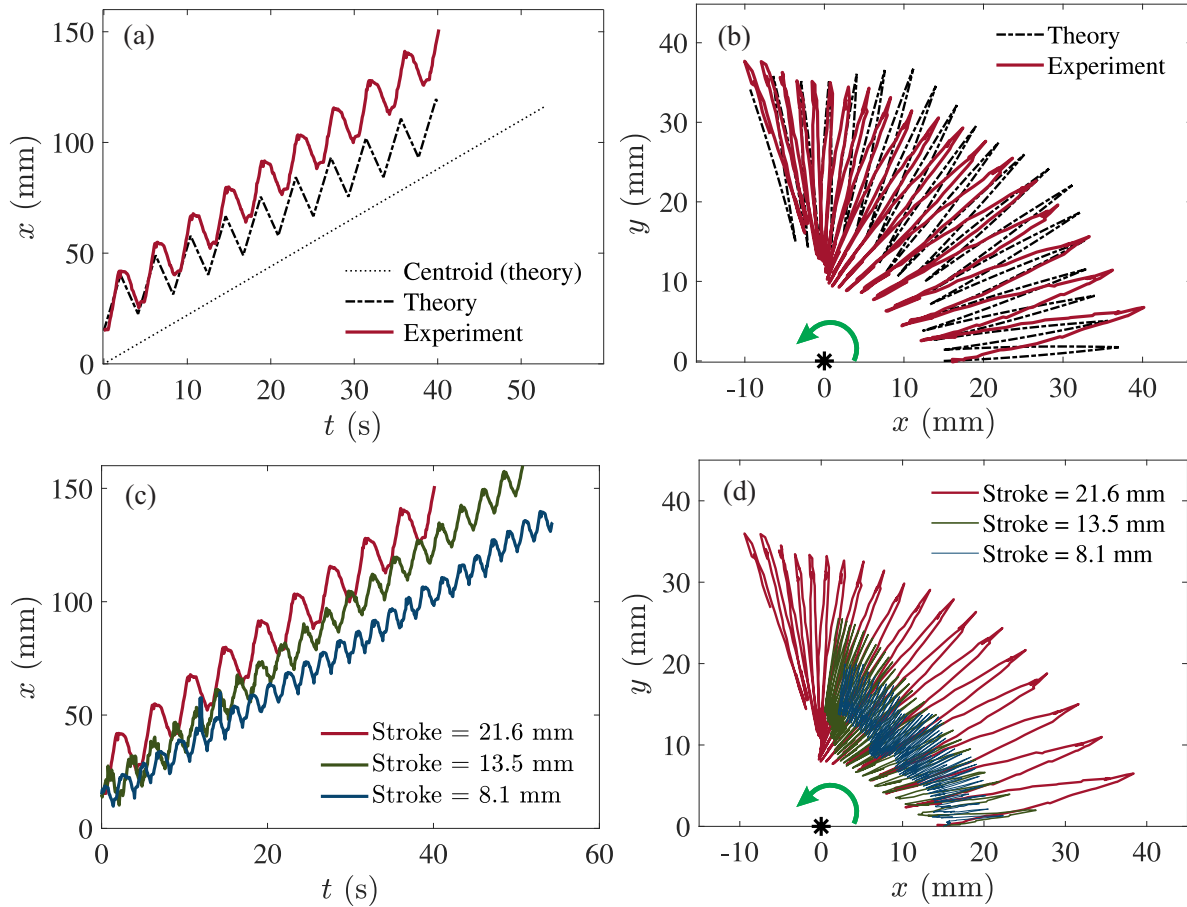 (a)
150
100
50
0
x (mm)
0 10 20 30 40 50
t (s)
Centroid (theory)
Theory
Experiment
(b)
40
30
20
10
0
y (mm)
-10 0 10 20 30 40
x (mm)
Theory
Experiment
(c)
150
100
50
0
x (mm)
0 20 40 60
t (s)
Stroke = 21.6 mm
Stroke = 13.5 mm
Stroke = 8.1 mm
(d)
40
30
20
10
0
y (mm)
-10 0 10 20 30 40
x (mm)
Stroke = 21.6 mm
Stroke = 13.5 mm
Stroke = 8.1 mm